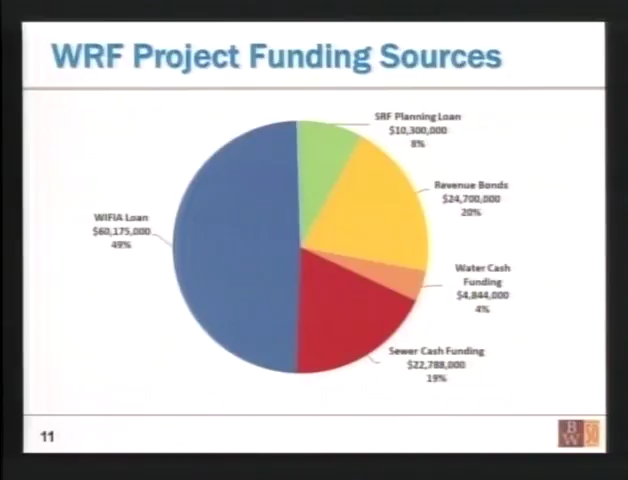 WRF Project Funding Sources
SRF Planning Loan
$10,300,000
8%
Revenue Bonds
$24,700,000
20%
WIFIA Loan
$60,175,000
49%
Water Cash
Funding
$4,844,000
4%
Sewer Cash Funding
$22,788,000
19%
11
B
W
50